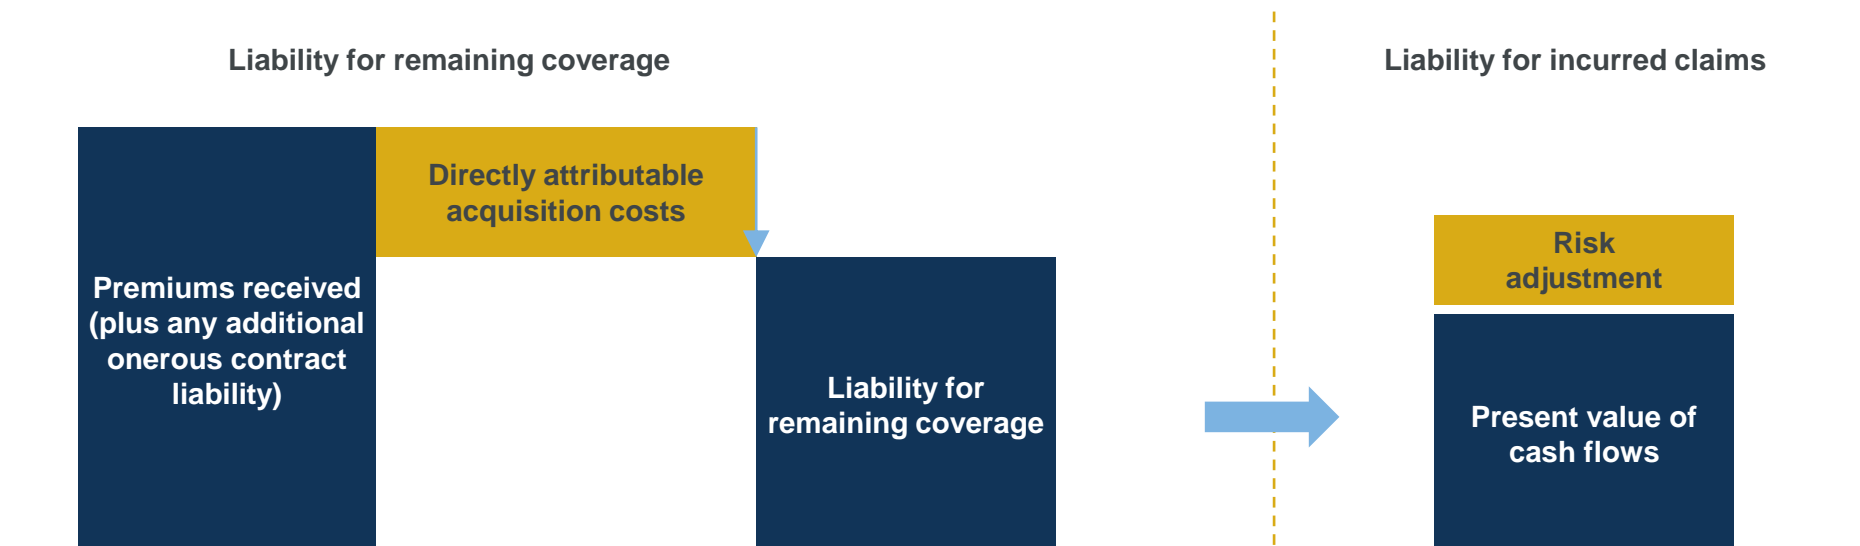 Liability for remaining coverage
Liability for incurred claims
Directly attributable
acquisition costs
Premiums received
(plus any additional
onerous contract
liability)
Liability for
remaining coverage
Risk
adjustment
Present value of
cash flows